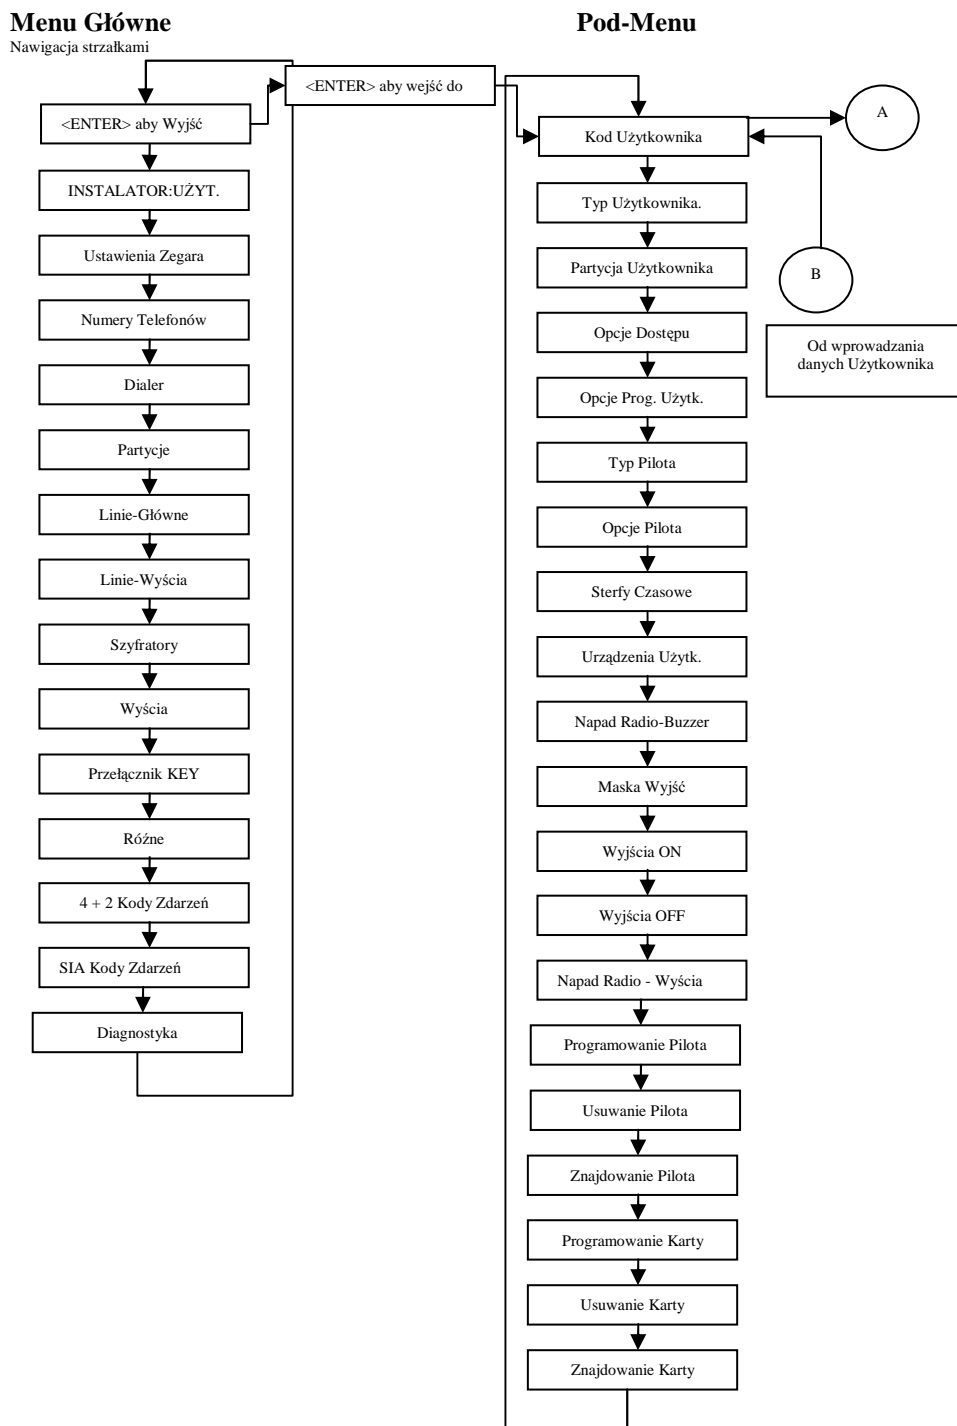 Menu Główne
Nawigacja strzałkami
<ENTER> aby Wyjść
INSTALATOR:UŻYT.
Ustawienia Zegara
Numery Telefonów
Dialer
Partycje
Linie-Główne
Linie-Wyścia
Szyfratory
Wyścia
Przełącznik KEY
Różne
4 + 2 Kody Zdarzeń
SIA Kody Zdarzeń
Diagnostyka
<ENTER> aby wejść do
Pod-Menu
Kod Użytkownika
Typ Użytkownika.
Partycja Użytkownika
Opcje Dostępu
Opcje Prog. Użytk.
Typ Pilota
Opcje Pilota
Sterfy Czasowe
Urządzenia Użytk.
Napad Radio-Buzzer
Maska Wyjść
Wyjścia ON
Wyjścia OFF
Napad Radio - Wyścia
Programowanie Pilota
Usuwanie Pilota
Znajdowanie Pilota
Programowanie Karty
Usuwanie Karty
Znajdowanie Karty
A
B
Od wprowadzania
danych Użytkownika